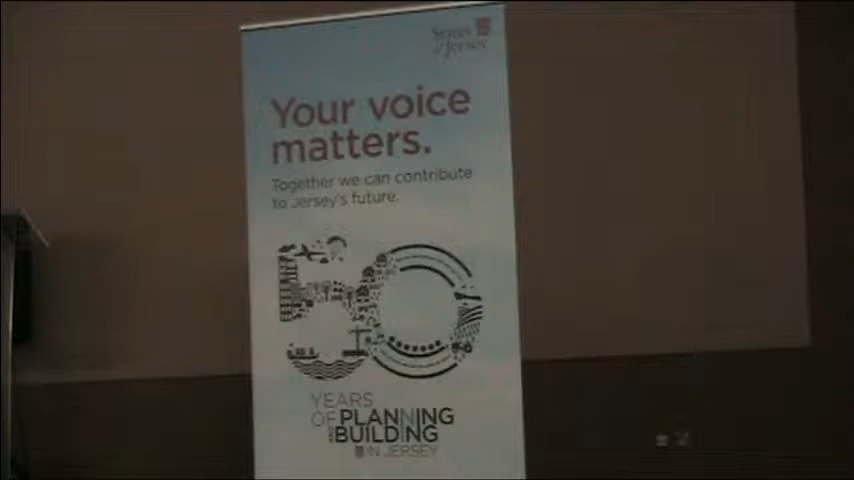 States
of Jersey
Your voice
matters.
Together we can contribute
to Jersey's future.
50
YEARS
OF PLANNING
AND BUILDING
IN JERSEY